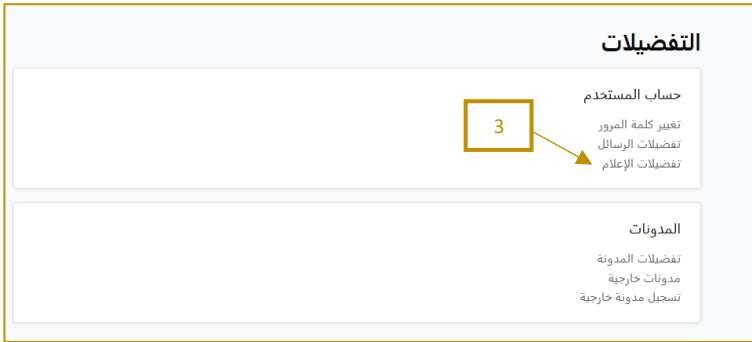 التفضيلات
حساب المستخدم
تغيير كلمة المرور
تفضيلات الرسائل
تفضيلات الإعلام
3
المدونات
تفضيلات المدونة
مدونات خارجية
تسجيل مدونة خارجية